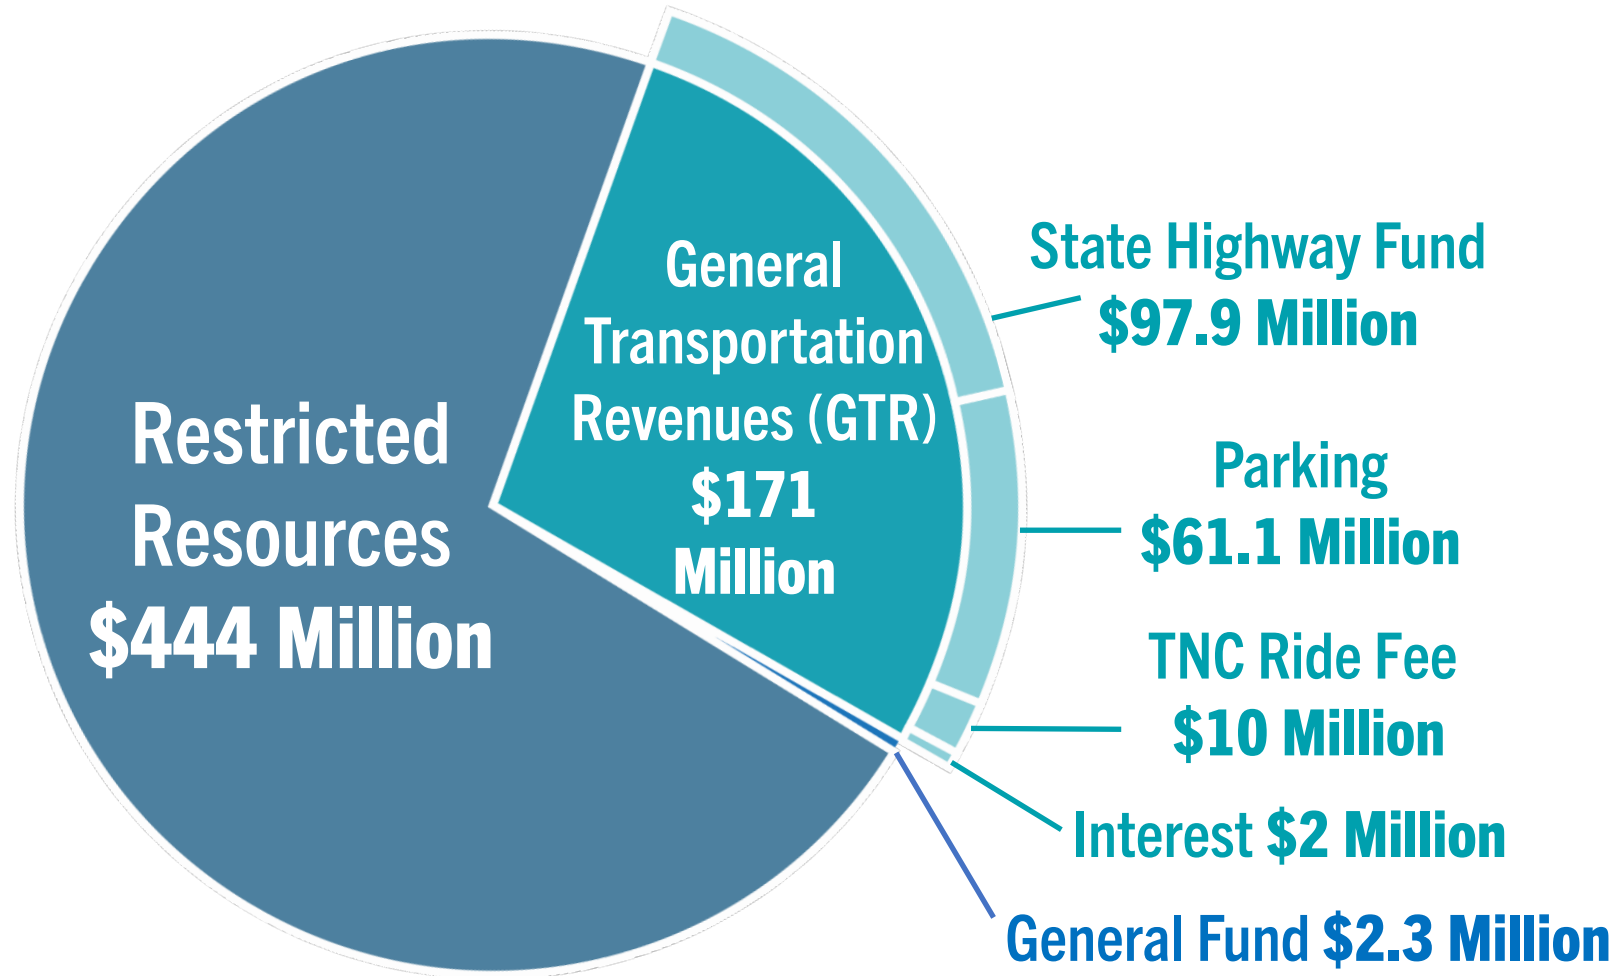 Restricted
Resources
$444 Million
General
Transportation
Revenues (GTR)
$171
Million
State Highway Fund
$97.9 Million
Parking
$61.1 Million
TNC Ride Fee
$10 Million
Interest $2 Million
General Fund $2.3 Million